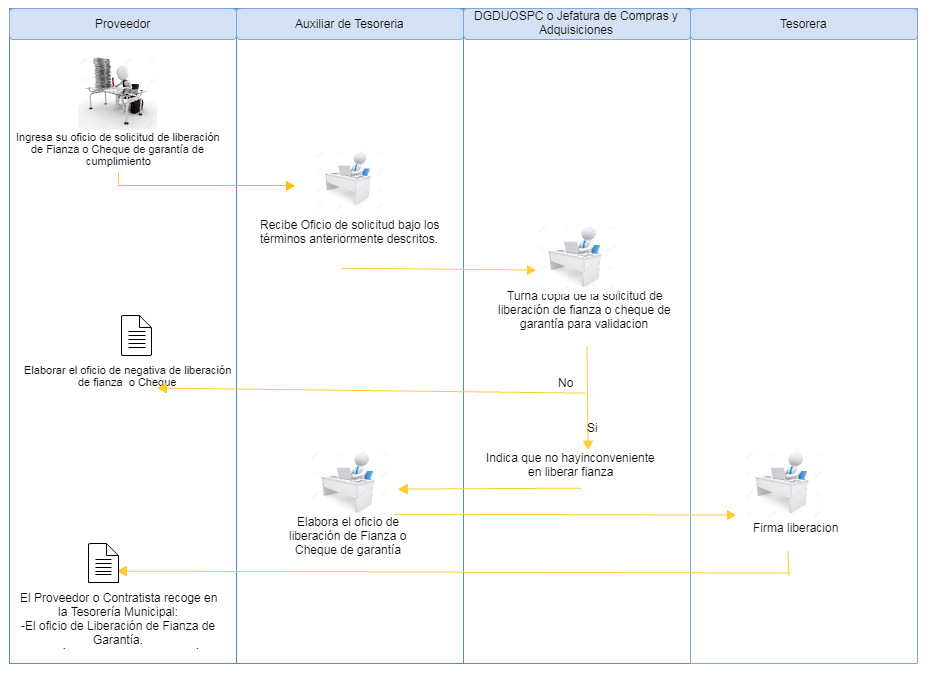 Proveedor
Auxiliar de Tesoreria
DGDUOSPC o Jefatura de Compras y
Adquisiciones
Tesorera
Ingresa su oficio de solicitud de liberación
de Fianza o Cheque de garantía de
cumplimiento
Recibe Oficio de solicitud bajo los
términos anteriormente descritos.
Turna copia de la solicitud de
liberación de fianza o cheque de
garantía para validacion
Elaborar el oficio de negativa de liberación
de fianza o Cheque
No
Si
Indica que no hayinconveniente
en liberar fianza
Elabora el oficio de
liberación de Fianza o
Cheque de garantía
Firma liberacion
El Proveedor o Contratista recoge en
la Tesorería Municipal:
-El oficio de Liberación de Fianza de
Garantía.